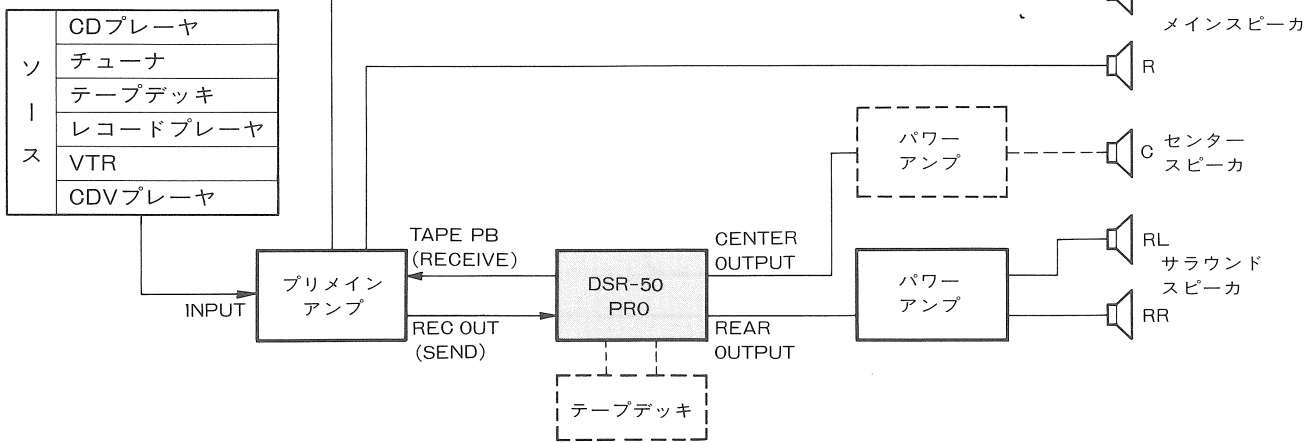 ソース
CDプレーヤ
チューナ
テープデッキ
レコードプレーヤ
VTR
CDVプレーヤ
メインスピーカ
R
パワー
アンプ
C センター
スピーカ
TAPE PB
(RECEIVE)
CENTER
OUTPUT
RL
サラウンド
スピーカ
RR
INPUT
プリメイン
アンプ
DSR-50
PRO
パワー
アンプ
REC OUT
(SEND)
REAR
OUTPUT
テープデッキ